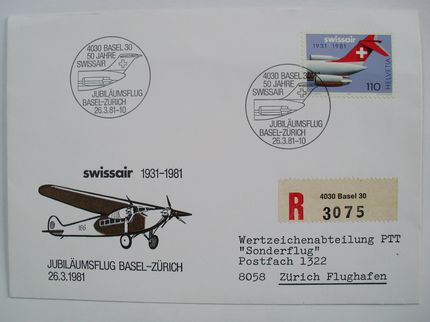 4030 BASEL 30
50 JAHRE
SWISSAIR
JUBILÄUMSFLUG
BASEL-ZÜRICH
26.3.81-10
4030 BASEL 30
50 JAHRE
SWISSAIR
JUBILÄUMSFLUG
BASEL-ZÜRICH
26.3.81-10
swissair
1931-1981
HELVETIA
110
swissair 1931-1981
166
JUBILÄUMSFLUG BASEL-ZÜRICH
26.3.1981
4030 Basel 30
R 3075
Wertzeichenabteilung PTT
"Sonderflug"
Postfach 1322
8058 Zürich Flughafen